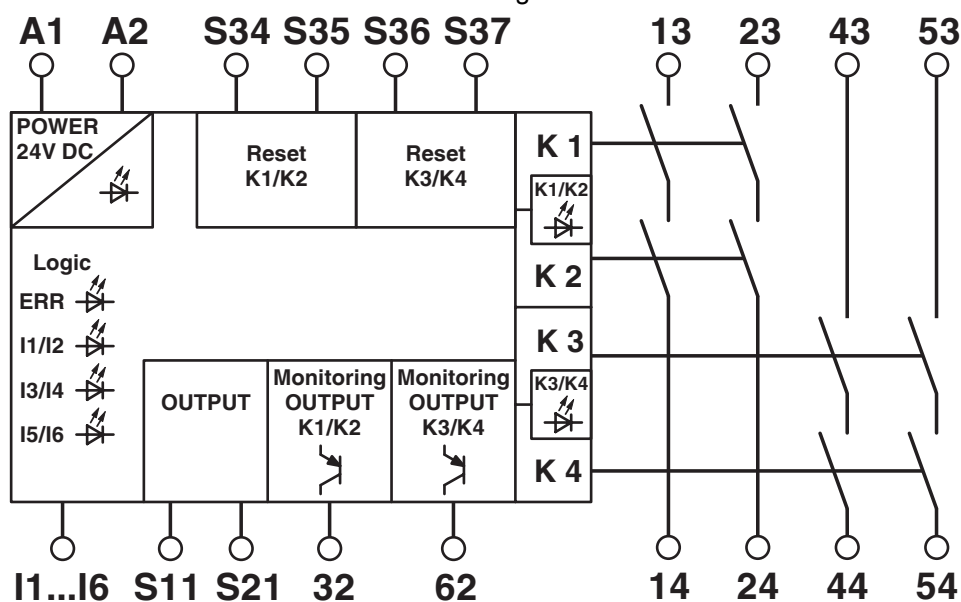 A1 A2 S34 S35 S36 S37 13 23 43 53
POWER
24V DC
Reset
K1/K2
Reset
K3/K4
K 1
K1/K2
K 2
Logic
ERR
I1/I2
I3/I4
I5/I6
OUTPUT
Monitoring
OUTPUT
K1/K2
Monitoring
OUTPUT
K3/K4
K 3
K3/K4
K 4
I1...I6 S11 S21 32 62 14 24 44 54